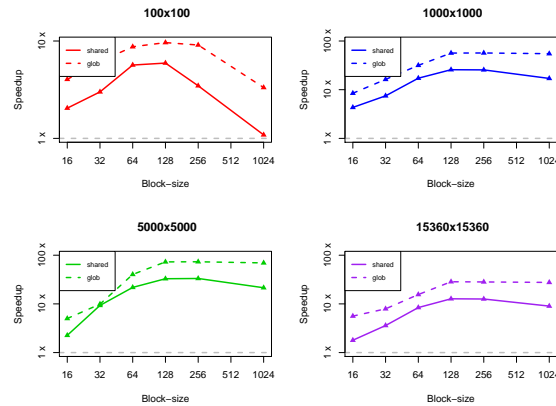 100x100
Speedup
1 x
10 x
shared
glob
16 32 64 128 256 512 1024
Block−size
1000x1000
Speedup
1 x
10 x
100 x
shared
glob
16 32 64 128 256 512 1024
Block−size
5000x5000
Speedup
1 x
10 x
100 x
shared
glob
16 32 64 128 256 512 1024
Block−size
15360x15360
Speedup
1 x
10 x
100 x
shared
glob
16 32 64 128 256 512 1024
Block−size